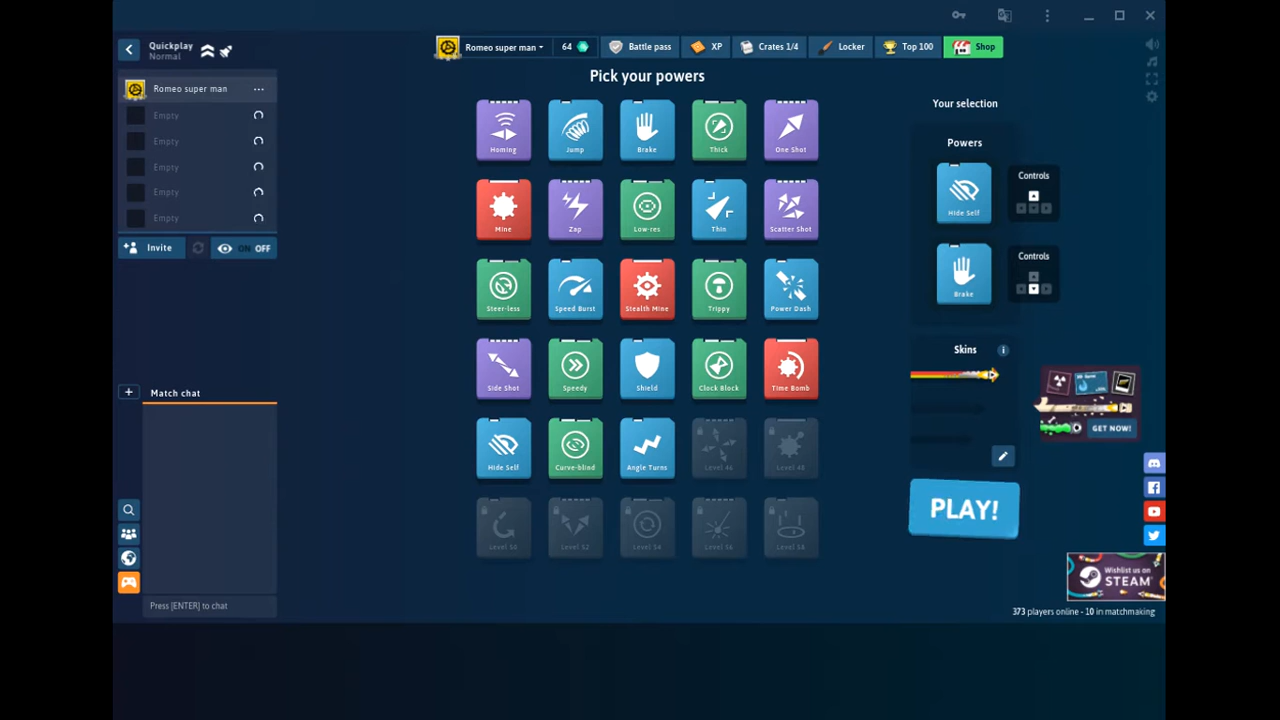 Quickplay
Normal
Romeo super man
64
Battle pass
XP
Crates 1/4
Locker
Top 100
Shop
Romeo super man
Empty
Empty
Empty
Empty
Empty
Invite
ON OFF
Pick your powers
Homing
Jump
Brake
Thick
One Shot
Mine
Zap
Low-res
Thin
Scatter Shot
Steer-less
Speed Burst
Stealth Mine
Trippy
Power Dash
Side Shot
Speedy
Shield
Clock Block
Time Bomb
Hide Self
Curve-blind
Angle Turns
Level 46
Level 48
Level 50
Level 52
Level 54
Level 56
Level 58
Your selection
Powers
Hide Self
Controls
Brake
Controls
Skins
GET NOW!
PLAY!
Wishlist us on
STEAM
373 players online - 10 in matchmaking
Match chat
Press [ENTER] to chat